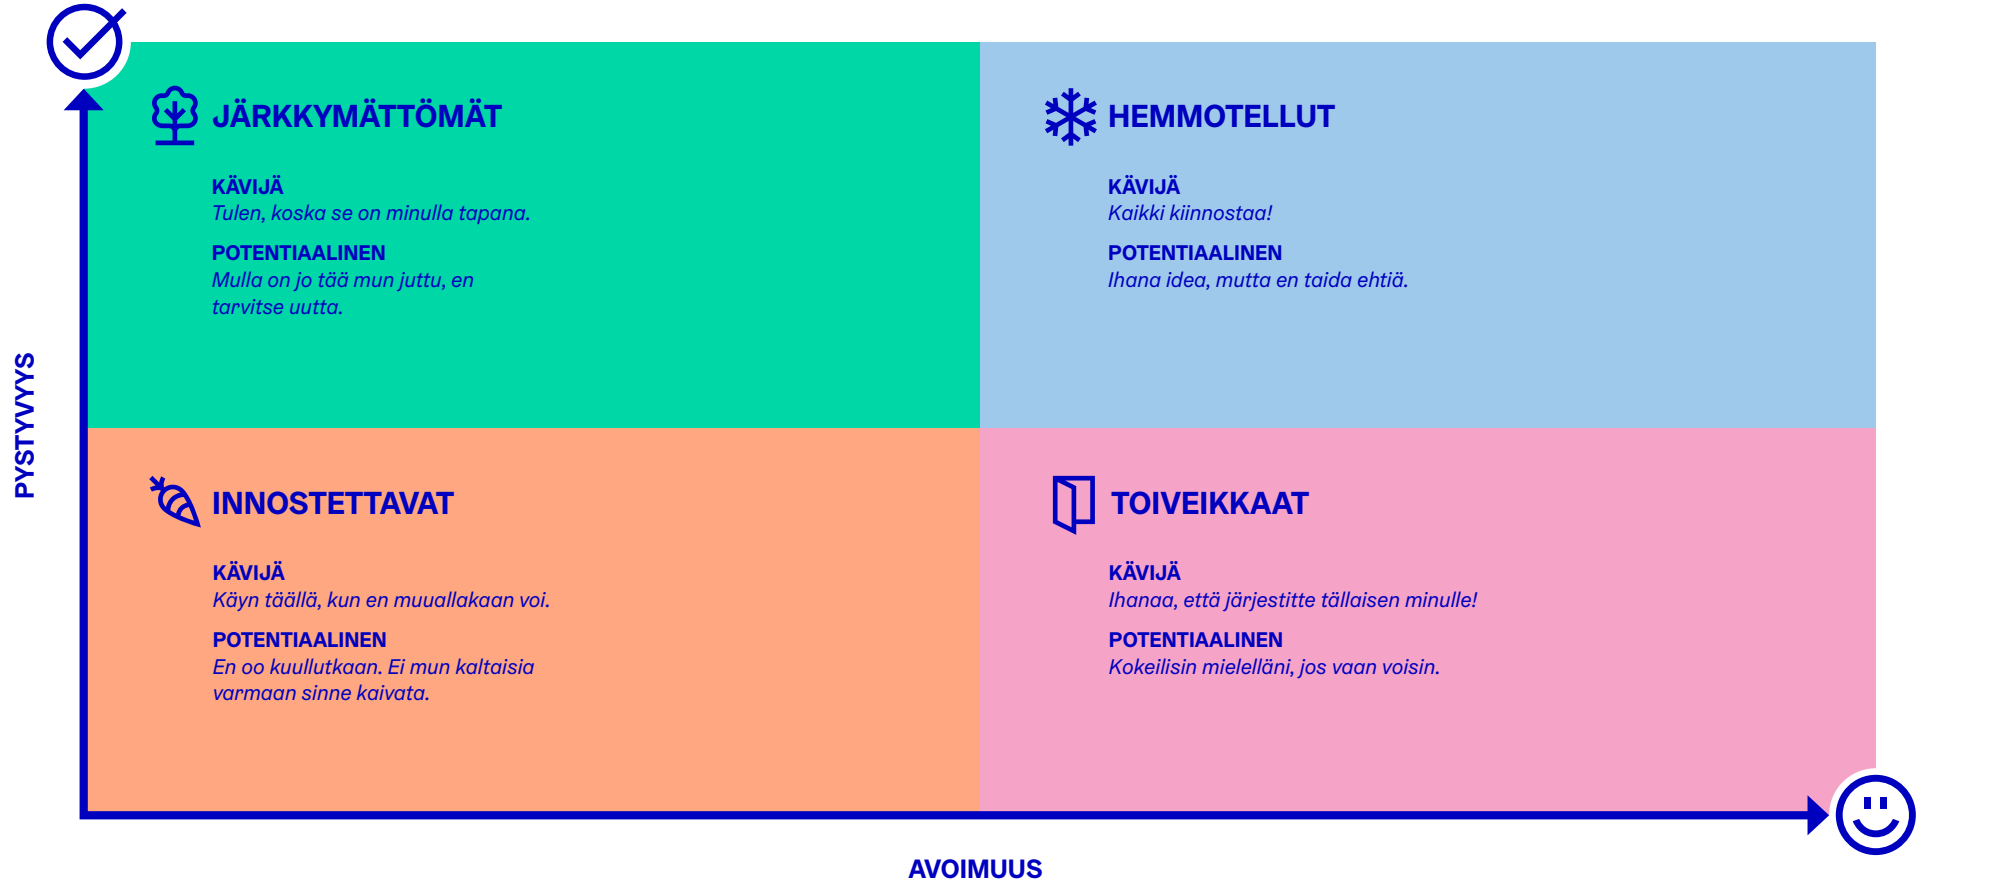 JÄRKKYMÄTTÖMÄT
KÄVIJÄ
Tulen, koska se on minulla tapana.
POTENTIAALINEN
Mulla on jo tää mun juttu, en
tarvitse uutta.
HEMMOTELLUT
KÄVIJÄ
Kaikki kiinnostaa!
POTENTIAALINEN
Ihana idea, mutta en taida ehtiä.
PYSTYVYYS
INNOSTETTAVAT
KÄVIJÄ
Käyn täällä, kun en muuallakaan voi.
POTENTIAALINEN
En oo kuullutkaan. Ei mun kaltaisia
varmaan sinne kaivata.
TOIVEIKKAAT
KÄVIJÄ
Ihanaa, että järjestitte tällaisen minulle!
POTENTIAALINEN
Kokeilisin mielelläni, jos vaan voisin.
AVOIMUUS